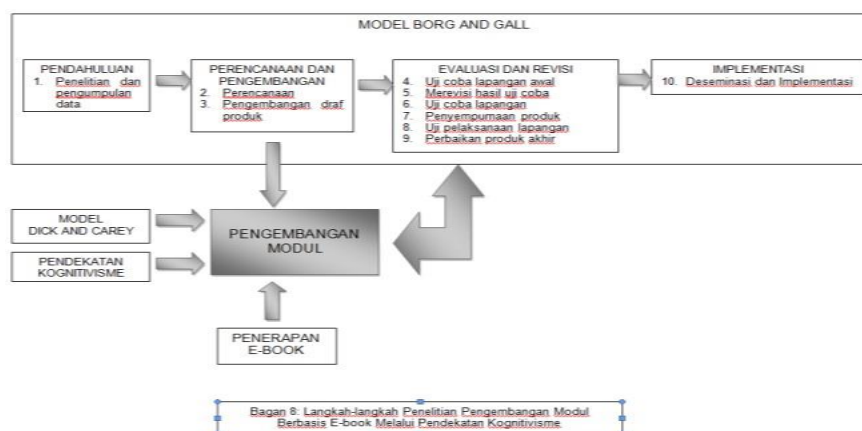 MODEL BORG AND GALL
PENDAHULUAN
1. Penelitian dan
pengumpulan
data
PERENCANAAN DAN
PENGEMBANGAN
2. Perencanaan
3. Pengembangan draf
produk
EVALUASI DAN REVISI
4. Uji coba lapangan awal
5. Merevisi hasil uji coba
6. Uji coba lapangan
7. Penyempurnaan produk
8. Uji pelaksanaan lapangan
9. Perbaikan produk akhir
IMPLEMENTASI
10. Deseminasi dan Implementasi
MODEL
DICK AND CAREY
PENDEKATAN
KOGNITIVISME
PENGEMBANGAN
MODUL
PENERAPAN
E-BOOK
Bagan 8: Langkah-langkah Penelitian Pengembangan Modul
Berbasis E-book Melalui Pendekatan Kognitivisme